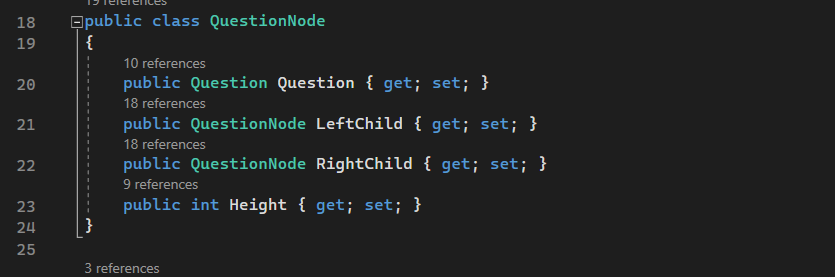 19 references
18 public class QuestionNode
19 {
10 references
20 public Question Question { get; set; }
18 references
21 public QuestionNode LeftChild { get; set; }
18 references
22 public QuestionNode RightChild { get; set; }
9 references
23 public int Height { get; set; }
24 }
25
3 references